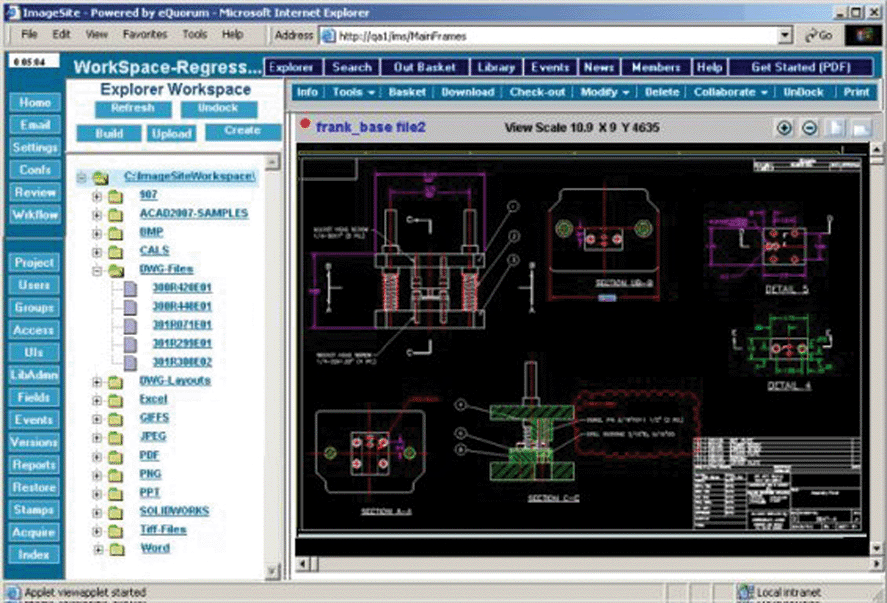 ImageSite - Powered by eQuorum - Microsoft Internet Explorer
File Edit View Favorites Tools Help Address http://qa1/ims/MainFrames Go
0:05:04
WorkSpace-Regress... Explorer Search Out Basket Library Events News Members Help Get Started (PDF)
Explorer Workspace
Refresh Undock
Build Upload Create
Info Tools Basket Download Check-out Modify Delete Collaborate UnDock Print
Home
Email
Settings
Confs
Review
Wrkflow
Project
Users
Groups
Access
UIs
LibAdmn
Fields
Events
Versions
Reports
Restore
Stamps
Acquire
Index
C:\ImageSiteWorkspace\
907
ACAD2007-SAMPLES
BMP
CALS
DWG-Files
300R420E01
300R440E01
301R071E01
301R299E01
301R300E02
DWG-Layouts
Excel
GIFFS
JPEG
PDF
PNG
PPT
SOLIDWORKS
Tiff-Files
Word
frank_base file2 View Scale 10.9 X 9 Y 4635
SECTION
DETAIL 5
DETAIL 4
SECTION A-A
SECTION C-C
Applet viewapplet started Local intranet